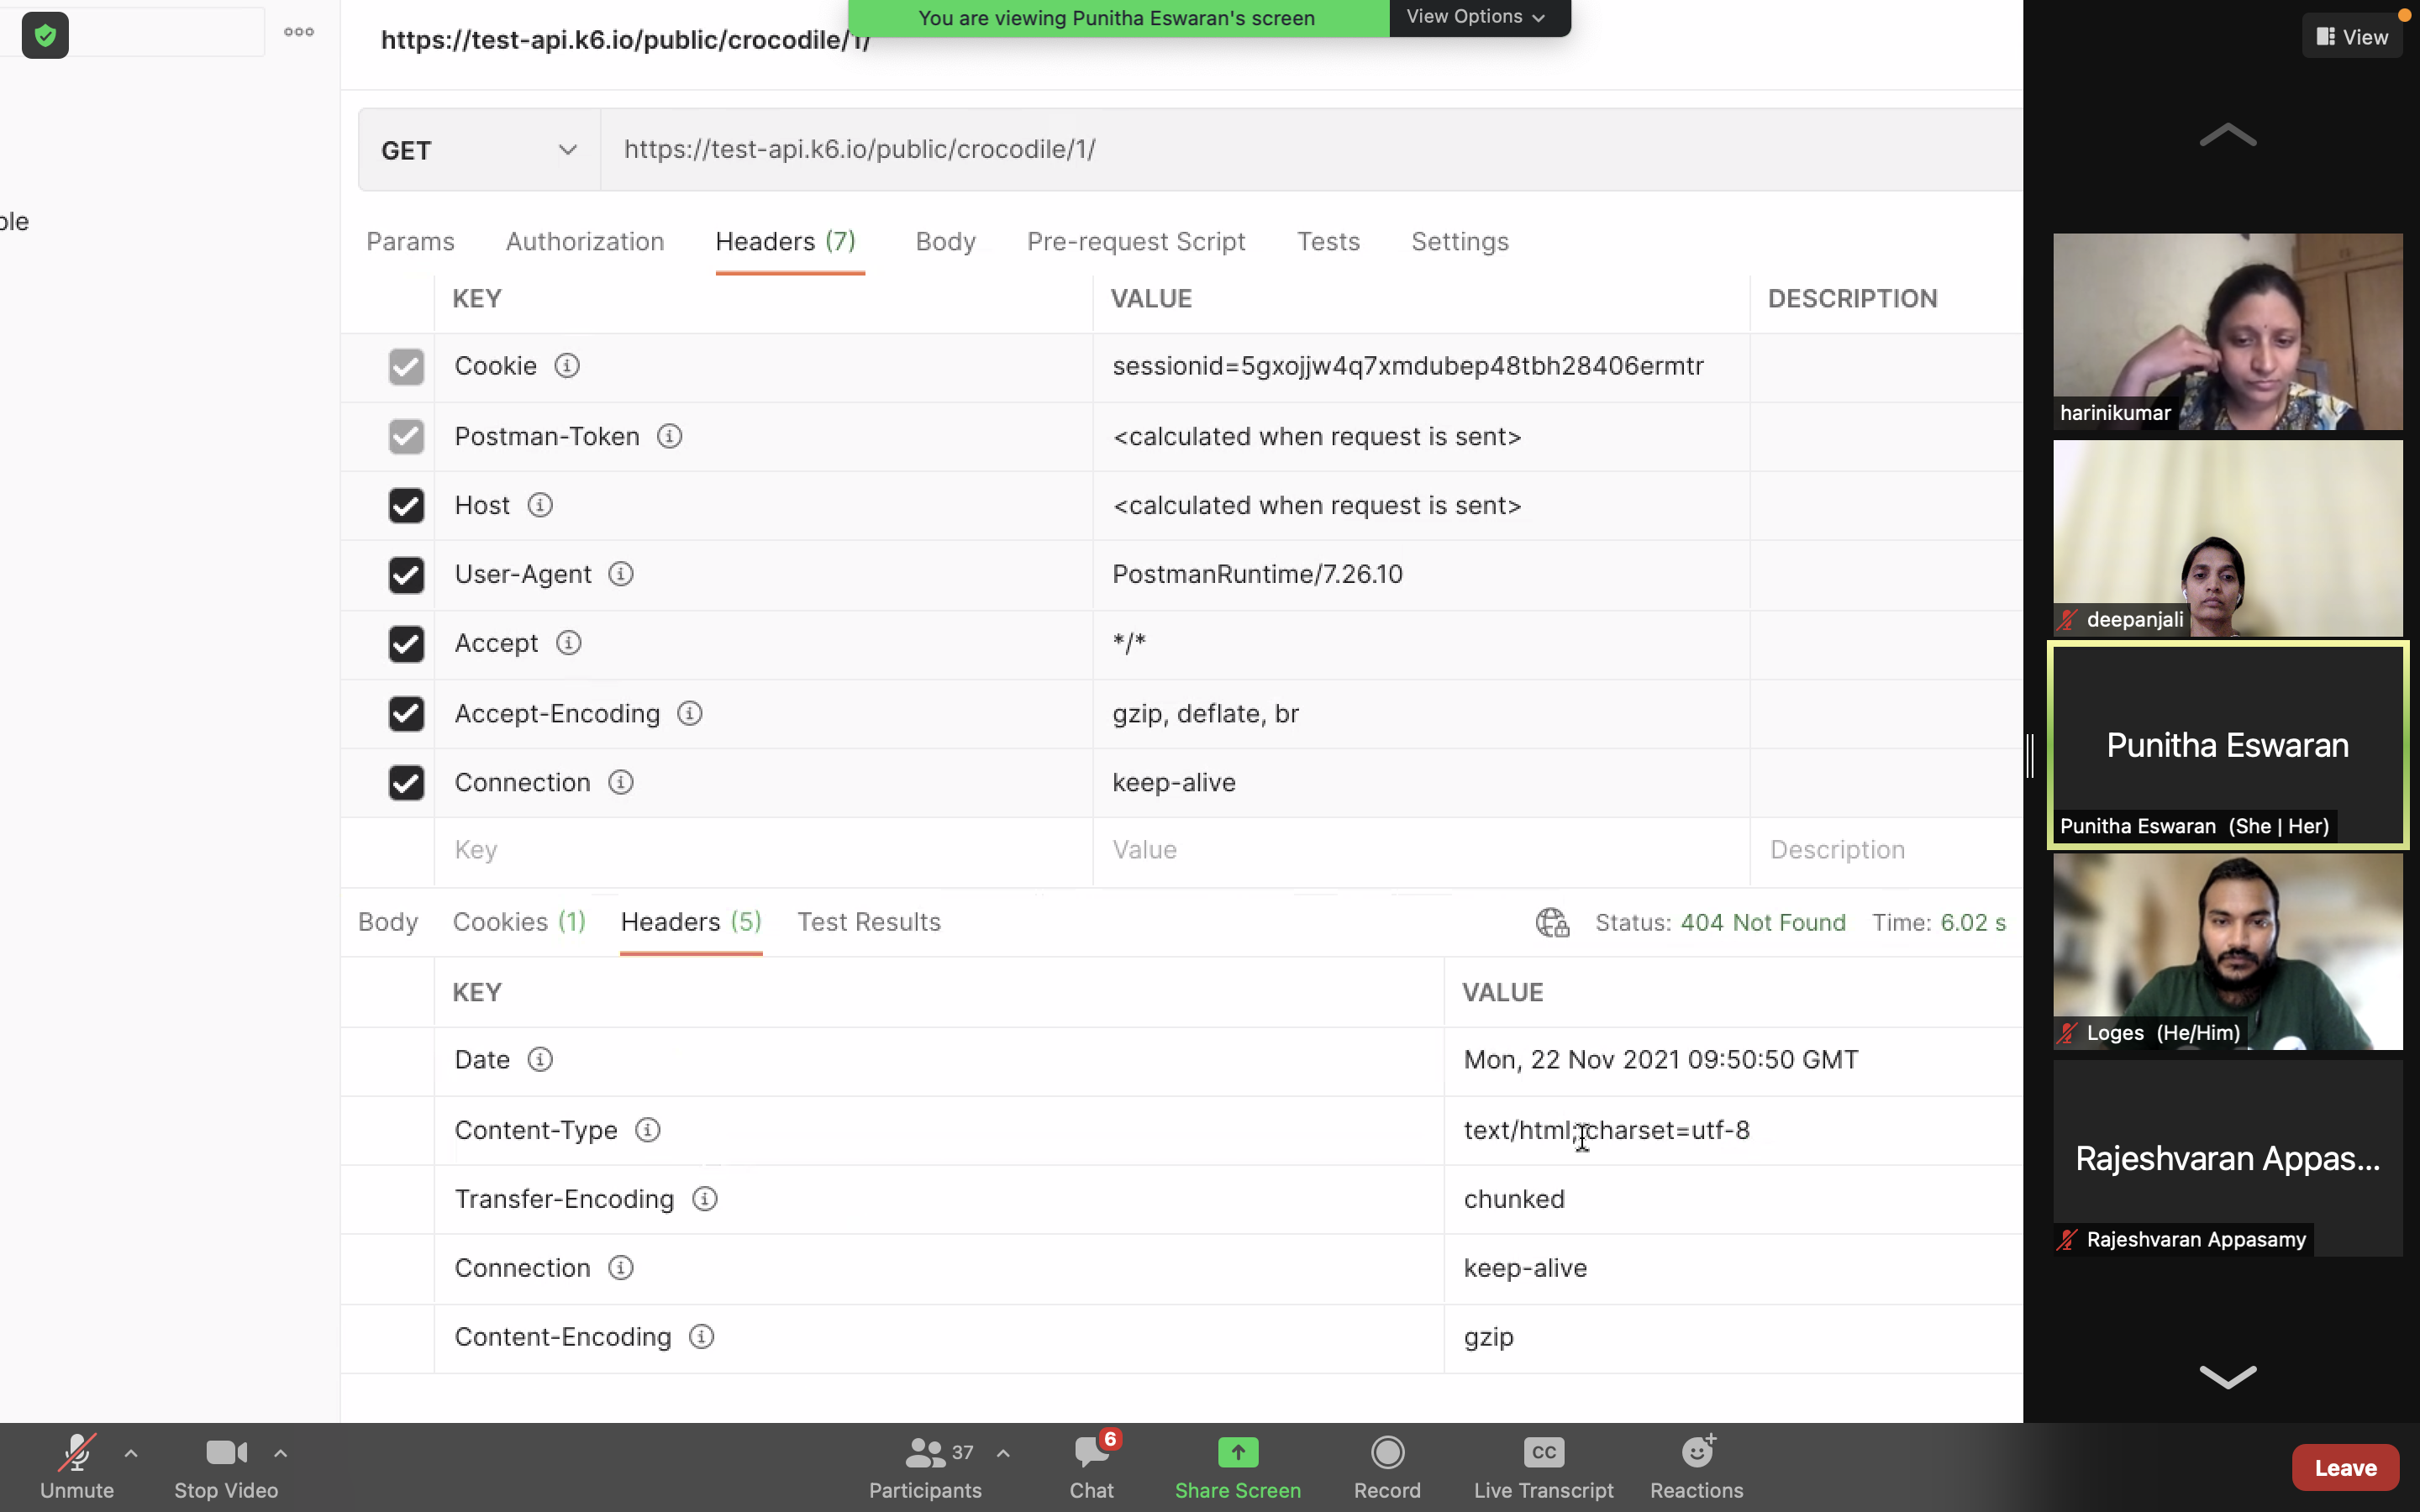 You are viewing Punitha Eswaran's screen
View Options
View
https://test-api.k6.io/public/crocodile/1/
GET
https://test-api.k6.io/public/crocodile/1/
ole
Params Authorization Headers (7) Body Pre-request Script Tests Settings
KEY VALUE DESCRIPTION
Cookie sessionid=5gxojjw4q7xmdubep48tbh28406ermtr
Postman-Token <calculated when request is sent>
Host <calculated when request is sent>
User-Agent PostmanRuntime/7.26.10
Accept */*
Accept-Encoding gzip, deflate, br
Connection keep-alive
Key Value Description
Body Cookies (1) Headers (5) Test Results Status: 404 Not Found Time: 6.02 s
KEY VALUE
Date Mon, 22 Nov 2021 09:50:50 GMT
Content-Type text/html; charset=utf-8
Transfer-Encoding chunked
Connection keep-alive
Content-Encoding gzip
harinikumar
deepanjali
Punitha Eswaran
Punitha Eswaran (She | Her)
Loges (He/Him)
Rajeshvaran Appas...
Rajeshvaran Appasamy
Unmute
Stop Video
37
Participants
6
Chat
Share Screen
Record
CC
Live Transcript
Reactions
Leave